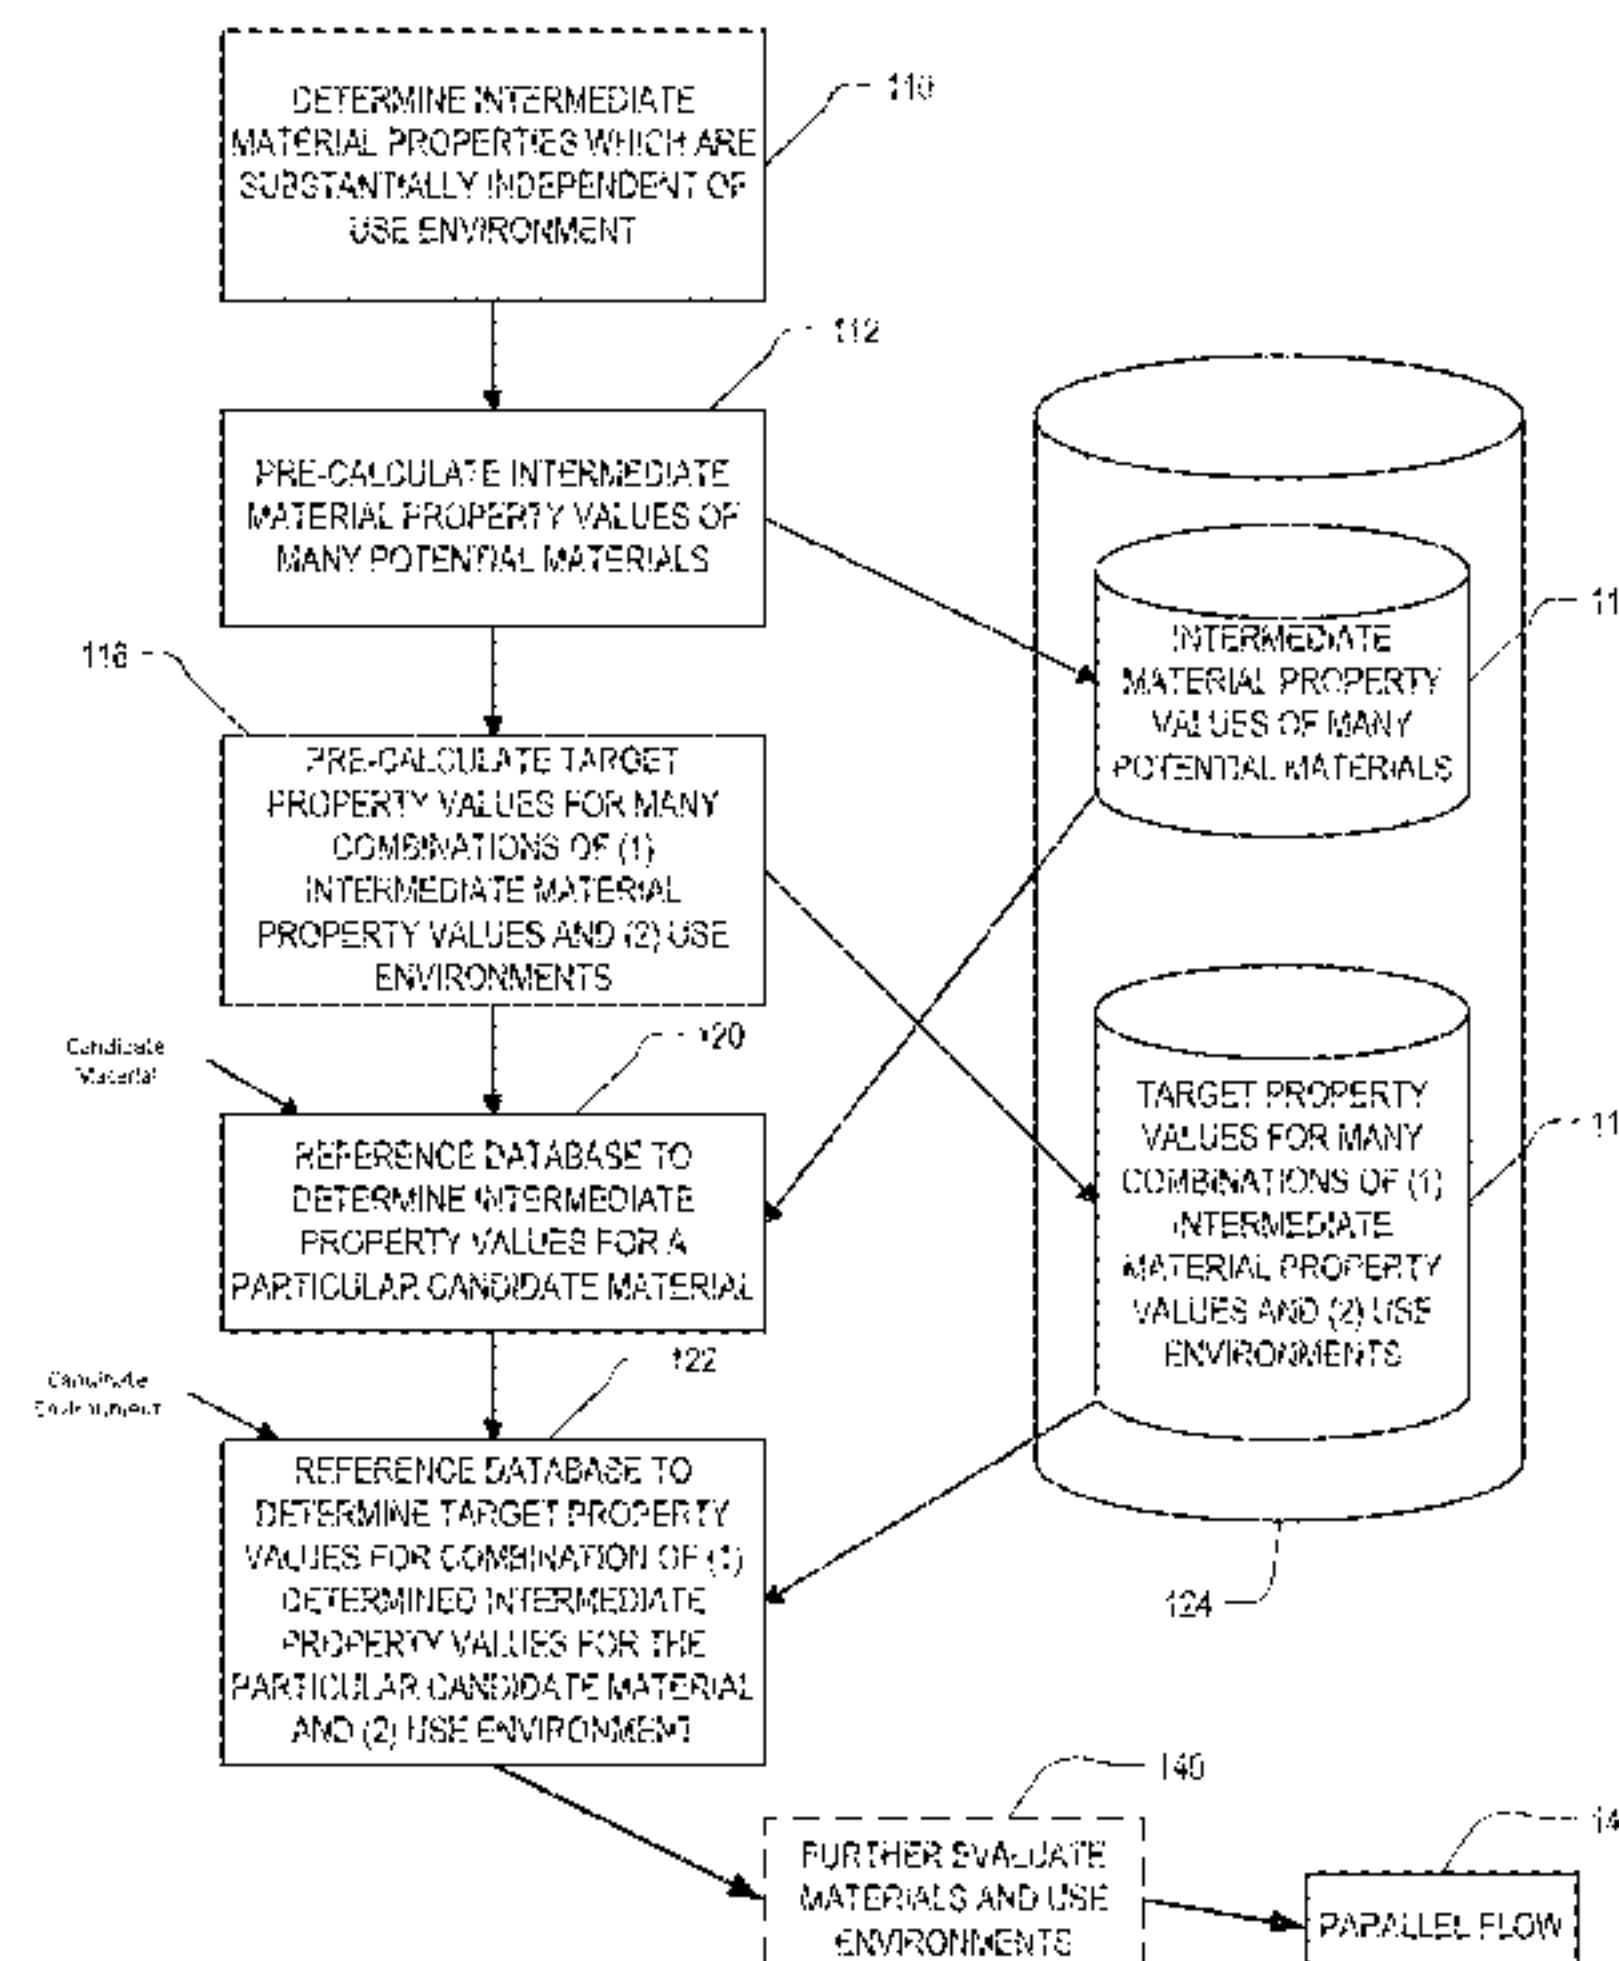 DETERMINE INTERMEDIATE
MATERIAL PROPERTIES WHICH ARE
SUBSTANTIALLY INDEPENDENT OF
USE ENVIRONMENT
110
112
PRE-CALCULATE INTERMEDIATE
MATERIAL PROPERTY VALUES OF
MANY POTENTIAL MATERIALS
11
INTERMEDIATE
MATERIAL PROPERTY
VALUES OF MANY
POTENTIAL MATERIALS
116
PRE-CALCULATE TARGET
PROPERTY VALUES FOR MANY
COMBINATIONS OF (1)
INTERMEDIATE MATERIAL
PROPERTY VALUES AND (2) USE
ENVIRONMENTS
Candidate
Material
120
REFERENCE DATABASE TO
DETERMINE INTERMEDIATE
PROPERTY VALUES FOR A
PARTICULAR CANDIDATE MATERIAL
TARGET PROPERTY
VALUES FOR MANY
COMBINATIONS OF (1)
INTERMEDIATE
MATERIAL PROPERTY
VALUES AND (2) USE
ENVIRONMENTS
11
Candidate
Environment
122
REFERENCE DATABASE TO
DETERMINE TARGET PROPERTY
VALUES FOR COMBINATION OF (1)
DETERMINED INTERMEDIATE
PROPERTY VALUES FOR THE
PARTICULAR CANDIDATE MATERIAL
AND (2) USE ENVIRONMENT
124
140
FURTHER EVALUATE
MATERIALS AND USE
ENVIRONMENTS
14
PARALLEL FLOW